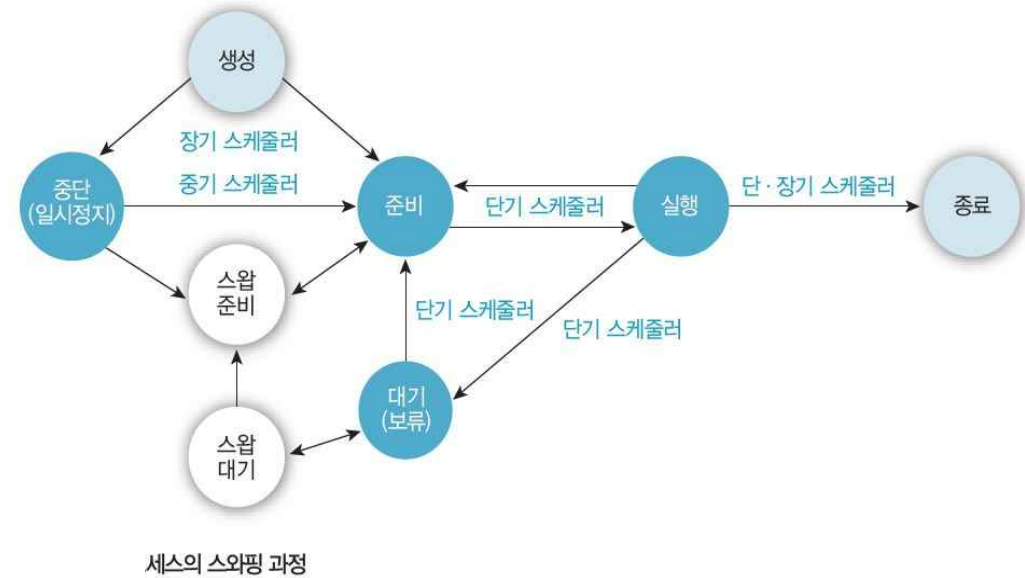 생성
장기 스케줄러
중기 스케줄러
중단
(일시정지)
준비
단기 스케줄러
실행
단·장기 스케줄러
종료
스왑
준비
단기 스케줄러
단기 스케줄러
대기
(보류)
스왑
대기
세스의 스와핑 과정